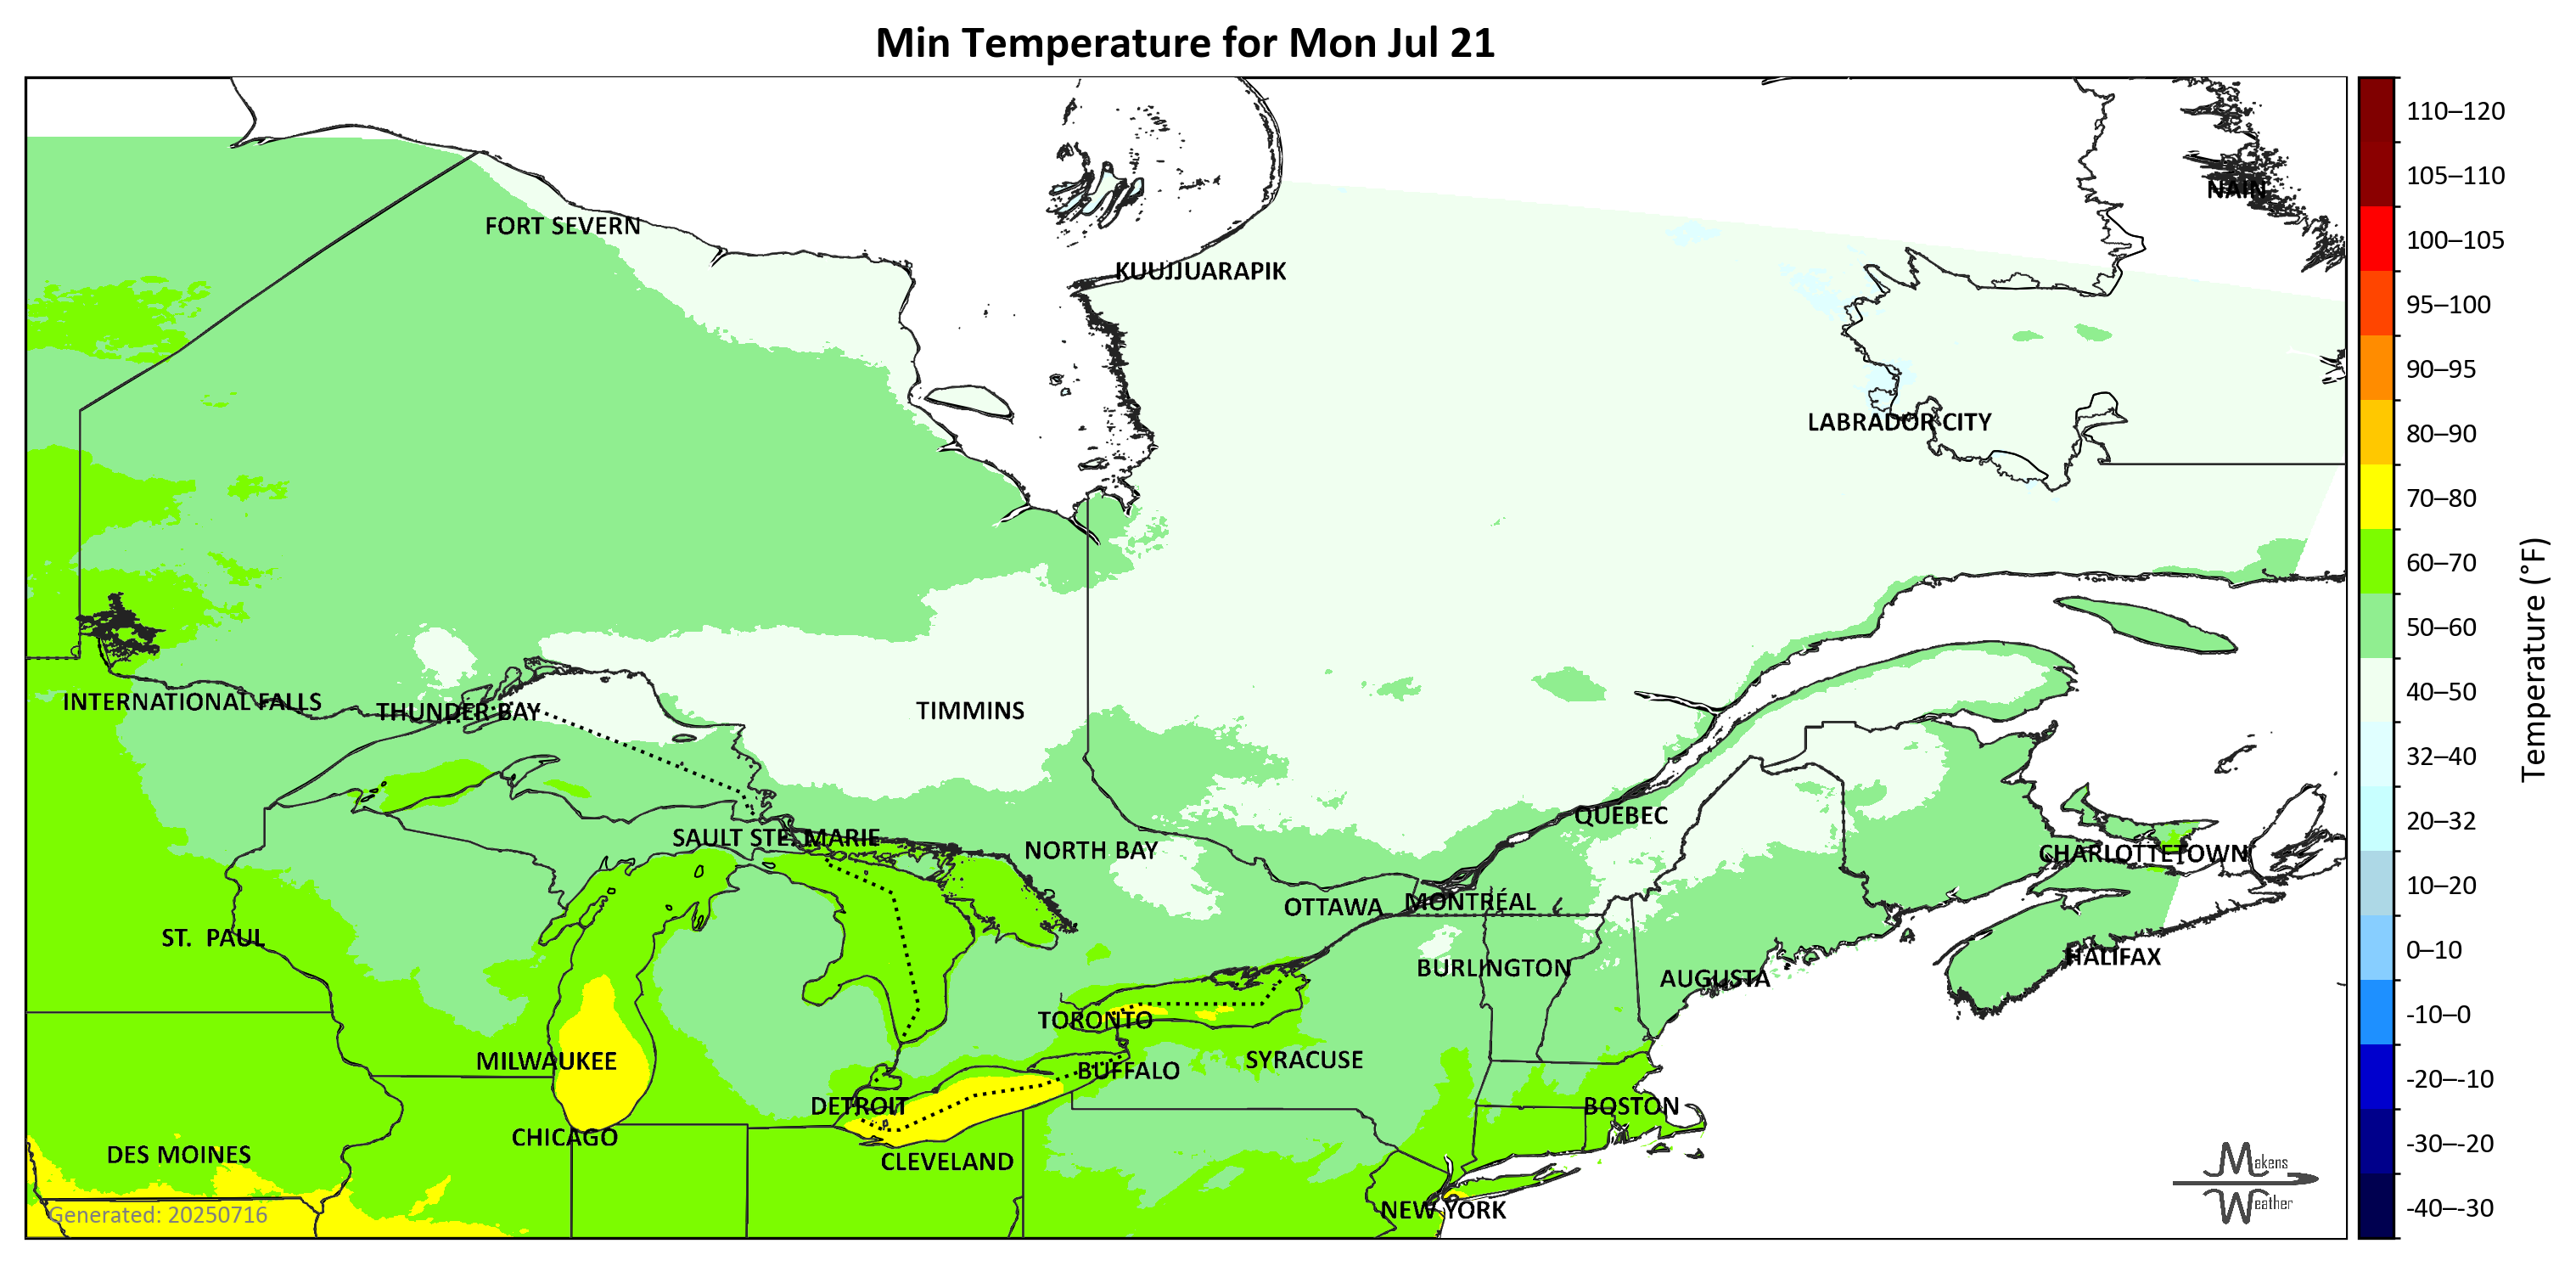 Min Temperature for Mon Jul 21
110–120
105–110
NAIN
100–105
FORT SEVERN
KUUJJUARAPIK
95–100
90–95
LABRADOR CITY
80–90
70–80
60–70
50–60
Temperature (°F)
40–50
INTERNATIONAL FALLS
THUNDER BAY
TIMMINS
32–40
QUÉBEC
20–32
SAULT STE. MARIE
NORTH BAY
CHARLOTTETOWN
10–20
OTTAWA
MONTRÉAL
ST. PAUL
0–10
HALIFAX
BURLINGTON
AUGUSTA
-10–0
TORONTO
MILWAUKEE
SYRACUSE
BUFFALO
-20–-10
DETROIT
BOSTON
CHICAGO
-30–-20
DES MOINES
CLEVELAND
Makens
Weather
NEW YORK
-40–-30
Generated: 20250716